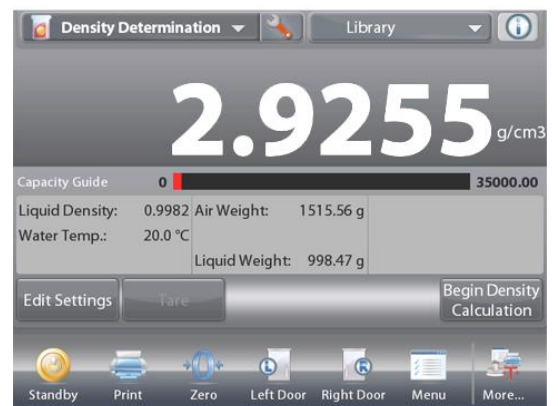 Density Determination Library
2.9255 g/cm3
Capacity Guide 0 35000.00
Liquid Density: 0.9982 Air Weight: 1515.56 g
Water Temp.: 20.0 °C
Liquid Weight: 998.47 g
Edit Settings Tare Begin Density
Calculation
Standby Print Zero Left Door Right Door Menu More...